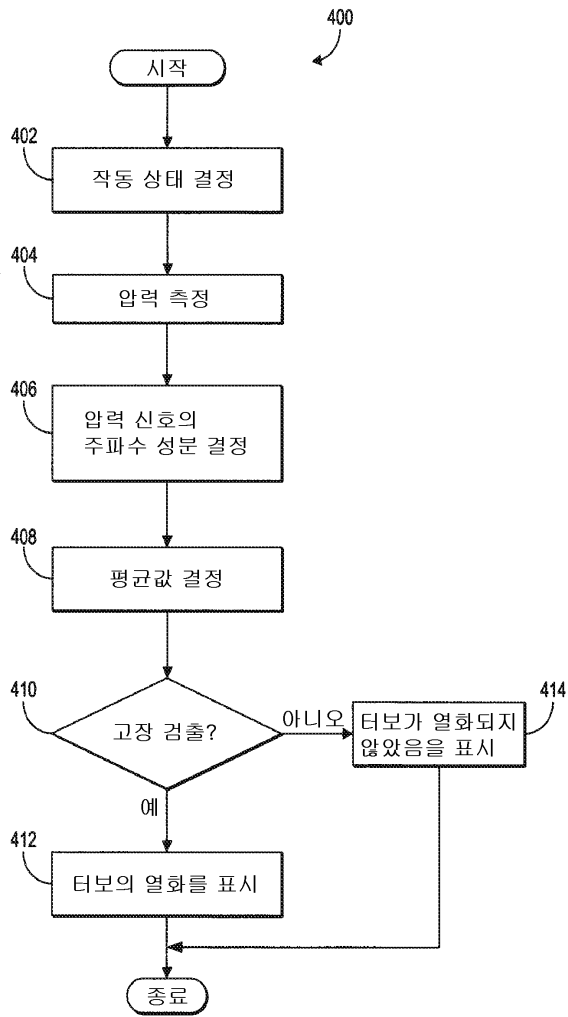 400
시작
402
작동 상태 결정
404
압력 측정
406
압력 신호의
주파수 성분 결정
408
평균값 결정
410
고장 검출?
아니오
414
터보가 열화되지
않았음을 표시
예
412
터보의 열화를 표시
종료